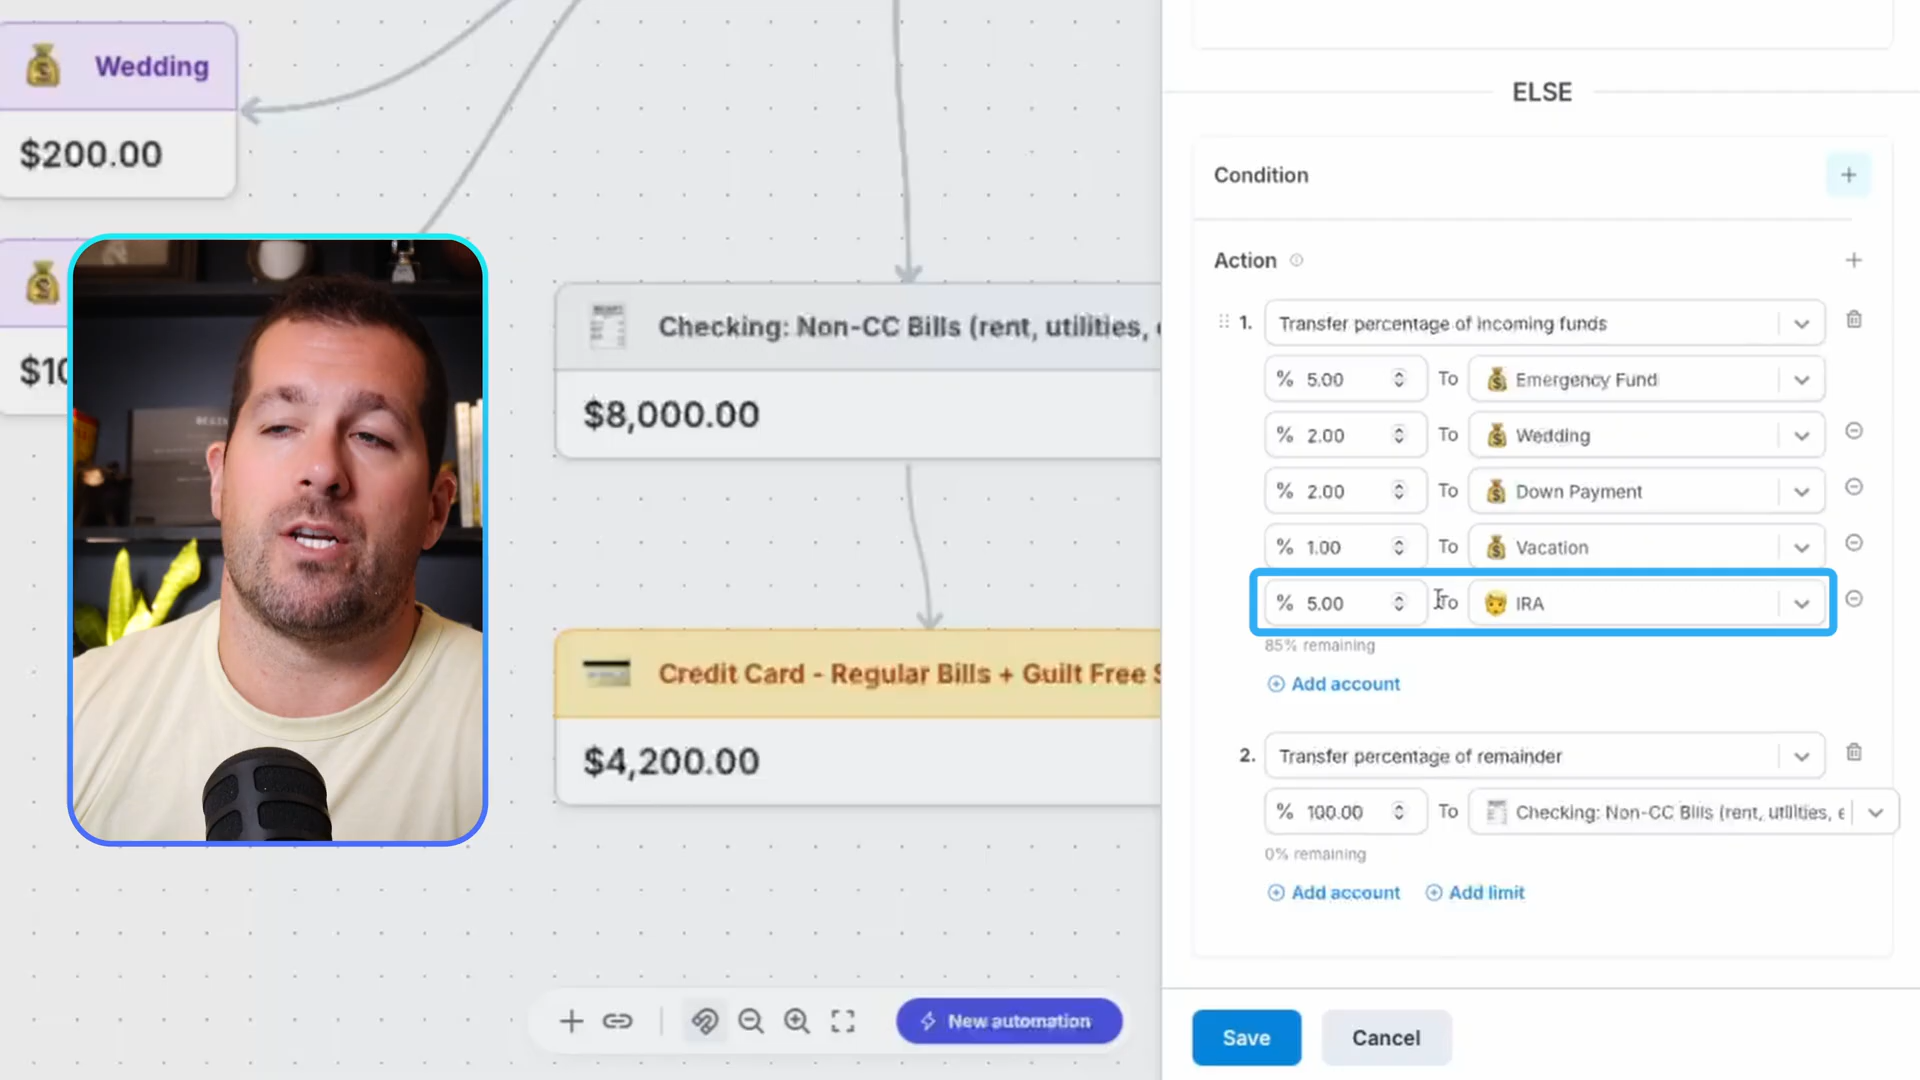 Wedding
$200.00
$10
Checking: Non-CC Bills (rent, utilities,
$8,000.00
Credit Card - Regular Bills + Guilt Free
$4,200.00
New automation
ELSE
Condition
Action
1. Transfer percentage of incoming funds
% 5.00 To Emergency Fund
% 2.00 To Wedding
% 2.00 To Down Payment
% 1.00 To Vacation
% 5.00 To IRA
85% remaining
Add account
2. Transfer percentage of remainder
% 100.00 To Checking: Non-CC Bills (rent, utilities, e
0% remaining
Add account Add limit
Save Cancel